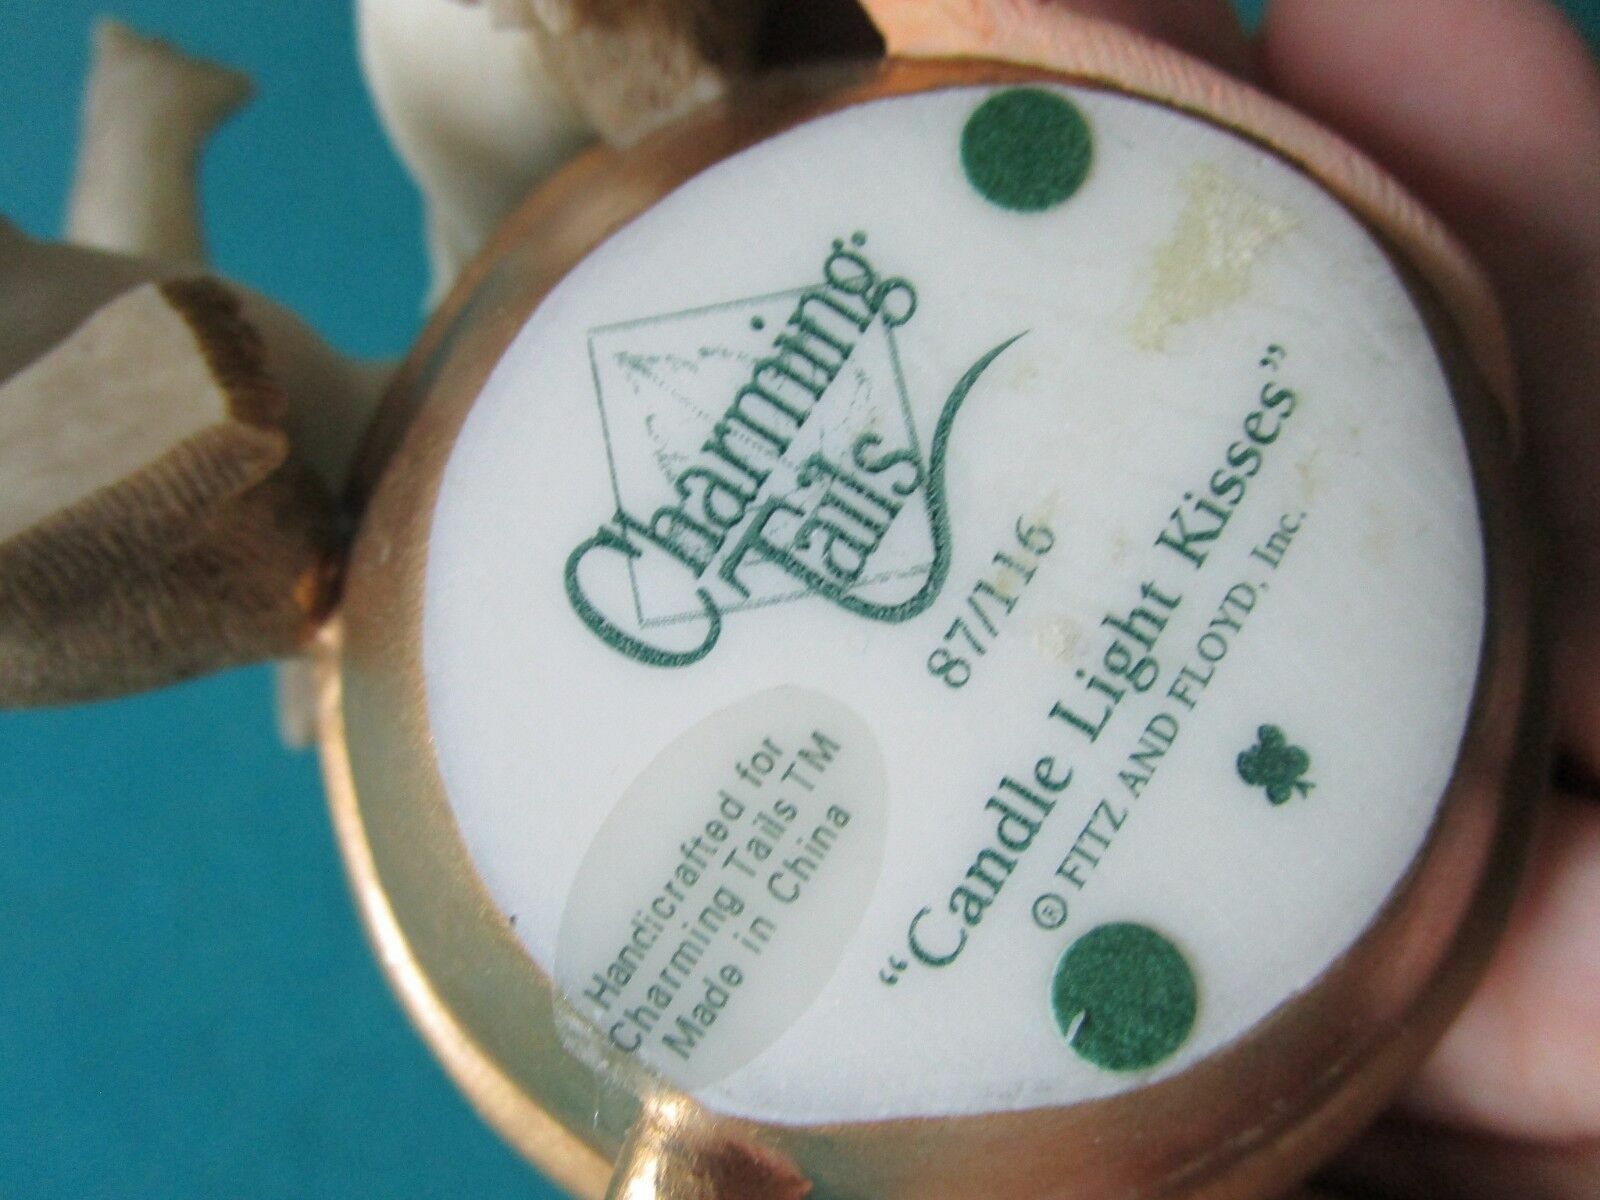 Charming
Tails
87/116
"Candle Light Kisses"
® FITZ AND FLOYD, Inc.
Handicrafted for
Charming Tails TM
Made in China